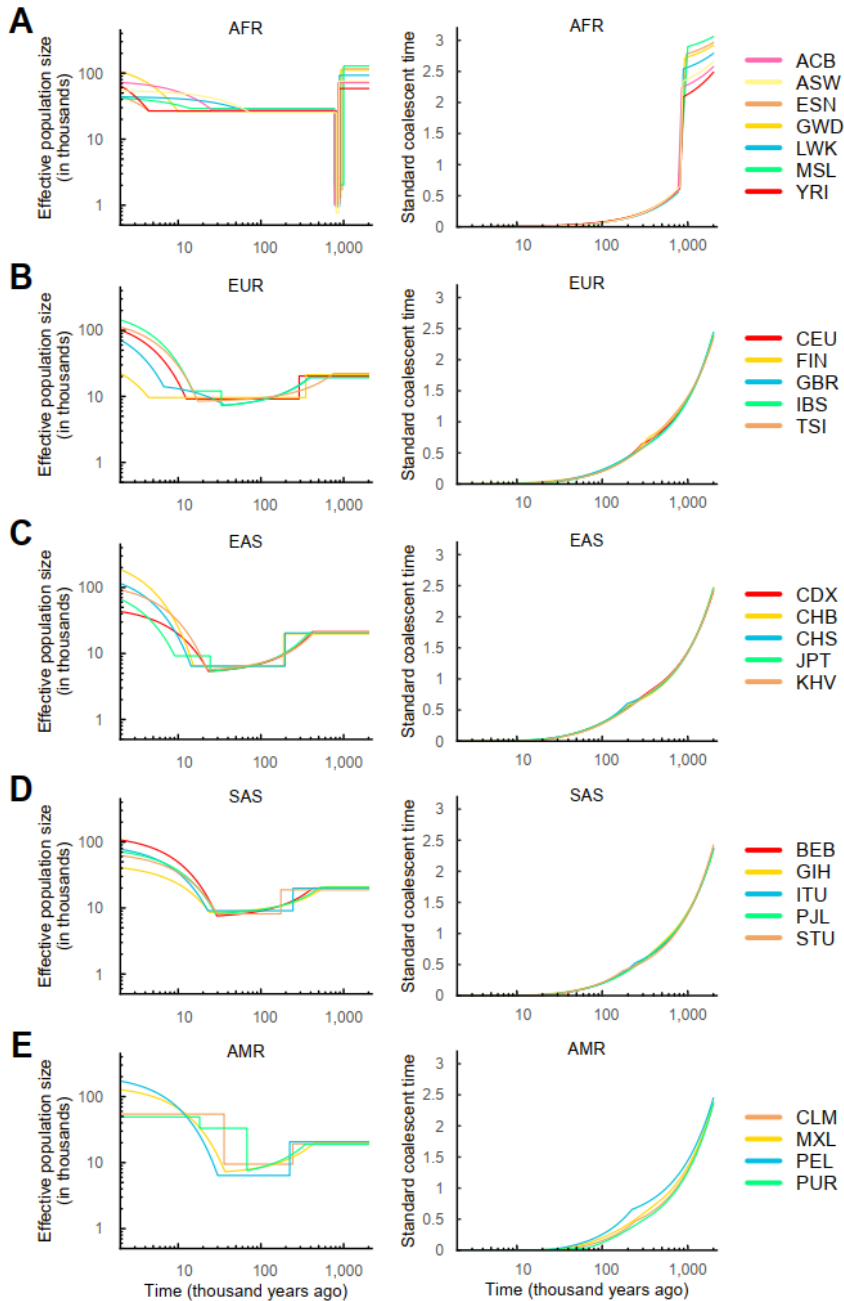 A
AFR
AFR
Effective population size
(in thousands)
100
10
1
10
100
1,000
Standard coalescent time
3
2.5
2
1.5
1
0.5
0
10
100
1,000
ACB
ASW
ESN
GWD
LWK
MSL
YRI
B
EUR
EUR
Effective population size
(in thousands)
100
10
1
10
100
1,000
Standard coalescent time
3
2.5
2
1.5
1
0.5
0
10
100
1,000
CEU
FIN
GBR
IBS
TSI
C
EAS
EAS
Effective population size
(in thousands)
100
10
1
10
100
1,000
Standard coalescent time
3
2.5
2
1.5
1
0.5
0
10
100
1,000
CDX
CHB
CHS
JPT
KHV
D
SAS
SAS
Effective population size
(in thousands)
100
10
1
10
100
1,000
Standard coalescent time
3
2.5
2
1.5
1
0.5
0
10
100
1,000
BEB
GIH
ITU
PJL
STU
E
AMR
AMR
Effective population size
(in thousands)
100
10
1
10
100
1,000
Time (thousand years ago)
Standard coalescent time
3
2.5
2
1.5
1
0.5
0
10
100
1,000
Time (thousand years ago)
CLM
MXL
PEL
PUR